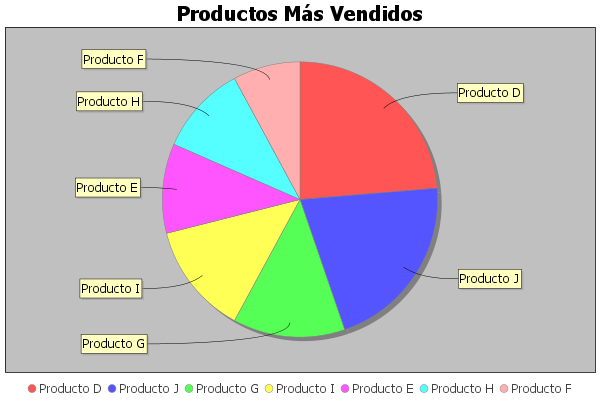 Productos Más Vendidos
Producto F
Producto D
Producto H
Producto E
Producto J
Producto I
Producto G
Producto D Producto J Producto G Producto I Producto E Producto H Producto F